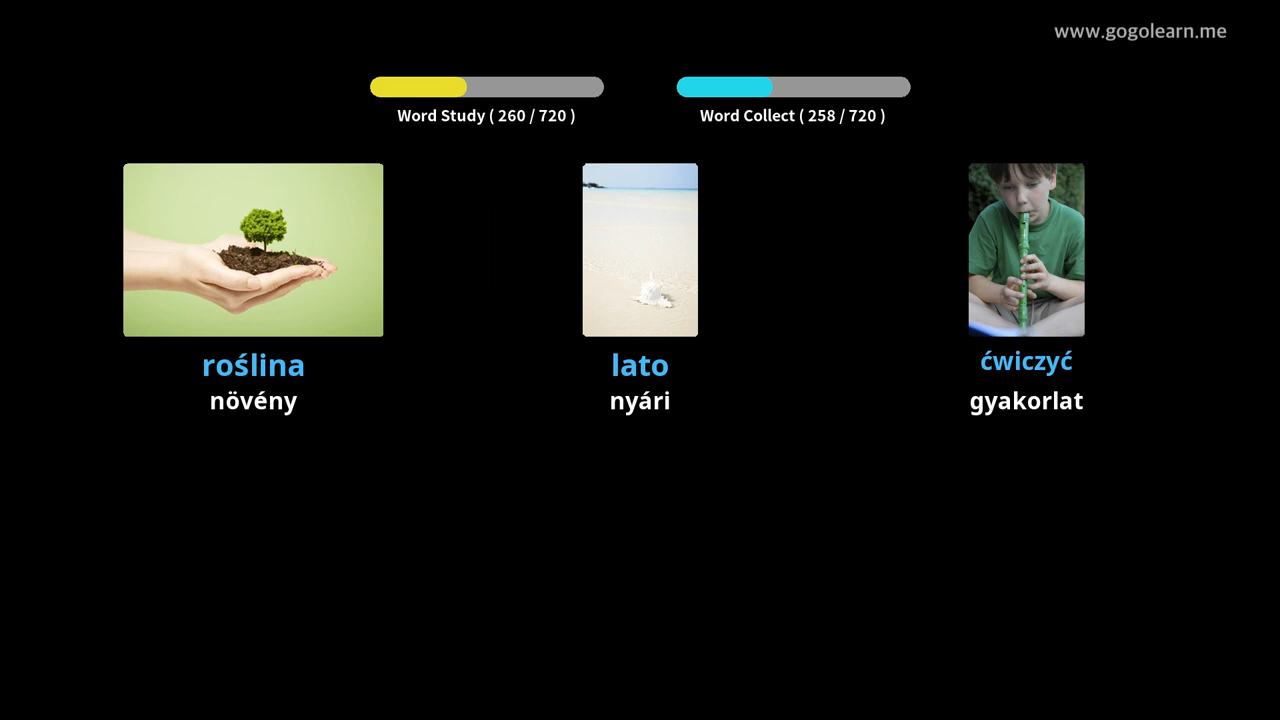 www.gogolearn.me
Word Study ( 260 / 720 )
Word Collect ( 258 / 720 )
roślina
növény
lato
nyári
ćwiczyć
gyakorlat